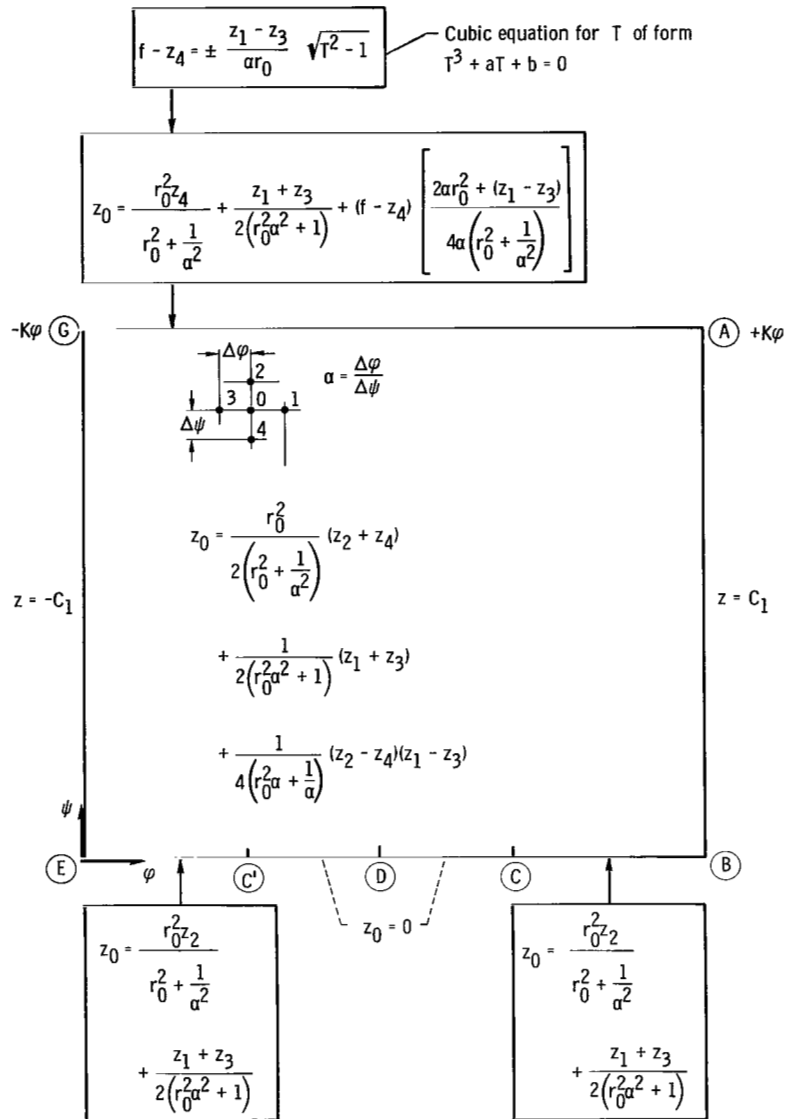 f − z₄ = ± (z₁ − z₃)/(αr₀) √(T² − 1)
Cubic equation for T of form
T³ + aT + b = 0
z₀ = r₀²z₄/(r₀² + 1/α²) + (z₁ + z₃)/(2(r₀²α² + 1)) + (f − z₄) [(2αr₀² + (z₁ − z₃))/(4α(r₀² + 1/α²))]
-Kφ G
A +Kφ
Δφ
2
3 0 1
Δψ
4
α = Δφ/Δψ
z₀ = r₀²/(2(r₀² + 1/α²)) (z₂ + z₄)
+ 1/(2(r₀²α² + 1)) (z₁ + z₃)
+ 1/(4(r₀²α + 1/α)) (z₂ − z₄)(z₁ − z₃)
z = -C₁
z = C₁
ψ
E
φ
C'
D
C
B
z₀ = 0
z₀ = r₀²z₂/(r₀² + 1/α²)
+ (z₁ + z₃)/(2(r₀²α² + 1))
z₀ = r₀²z₂/(r₀² + 1/α²)
+ (z₁ + z₃)/(2(r₀²α² + 1))